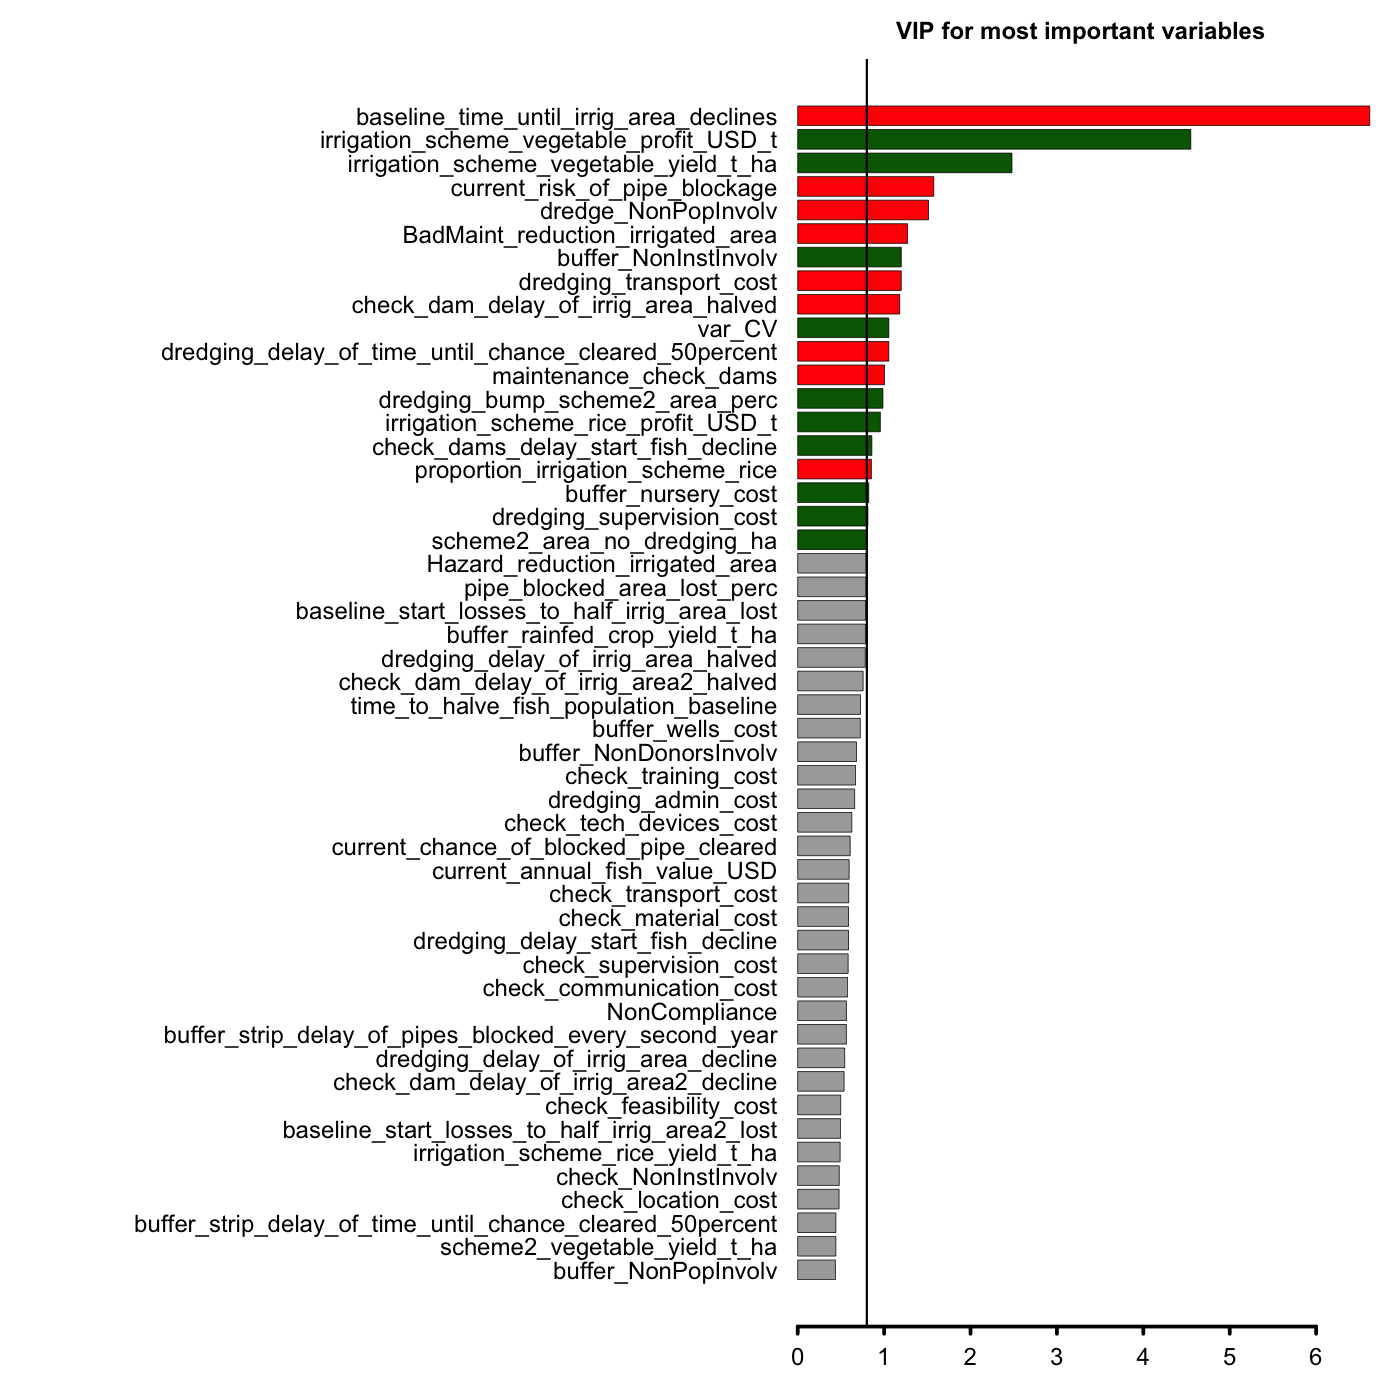 VIP for most important variables
baseline_time_until_irrig_area_declines
irrigation_scheme_vegetable_profit_USD_t
irrigation_scheme_vegetable_yield_t_ha
current_risk_of_pipe_blockage
dredge_NonPopInvolv
BadMaint_reduction_irrigated_area
buffer_NonInstInvolv
dredging_transport_cost
check_dam_delay_of_irrig_area_halved
var_CV
dredging_delay_of_time_until_chance_cleared_50percent
maintenance_check_dams
dredging_bump_scheme2_area_perc
irrigation_scheme_rice_profit_USD_t
check_dams_delay_start_fish_decline
proportion_irrigation_scheme_rice
buffer_nursery_cost
dredging_supervision_cost
scheme2_area_no_dredging_ha
Hazard_reduction_irrigated_area
pipe_blocked_area_lost_perc
baseline_start_losses_to_half_irrig_area_lost
buffer_rainfed_crop_yield_t_ha
dredging_delay_of_irrig_area_halved
check_dam_delay_of_irrig_area2_halved
time_to_halve_fish_population_baseline
buffer_wells_cost
buffer_NonDonorsInvolv
check_training_cost
dredging_admin_cost
check_tech_devices_cost
current_chance_of_blocked_pipe_cleared
current_annual_fish_value_USD
check_transport_cost
check_material_cost
dredging_delay_start_fish_decline
check_supervision_cost
check_communication_cost
NonCompliance
buffer_strip_delay_of_pipes_blocked_every_second_year
dredging_delay_of_irrig_area_decline
check_dam_delay_of_irrig_area2_decline
check_feasibility_cost
baseline_start_losses_to_half_irrig_area2_lost
irrigation_scheme_rice_yield_t_ha
check_NonInstInvolv
check_location_cost
buffer_strip_delay_of_time_until_chance_cleared_50percent
scheme2_vegetable_yield_t_ha
buffer_NonPopInvolv
0 1 2 3 4 5 6